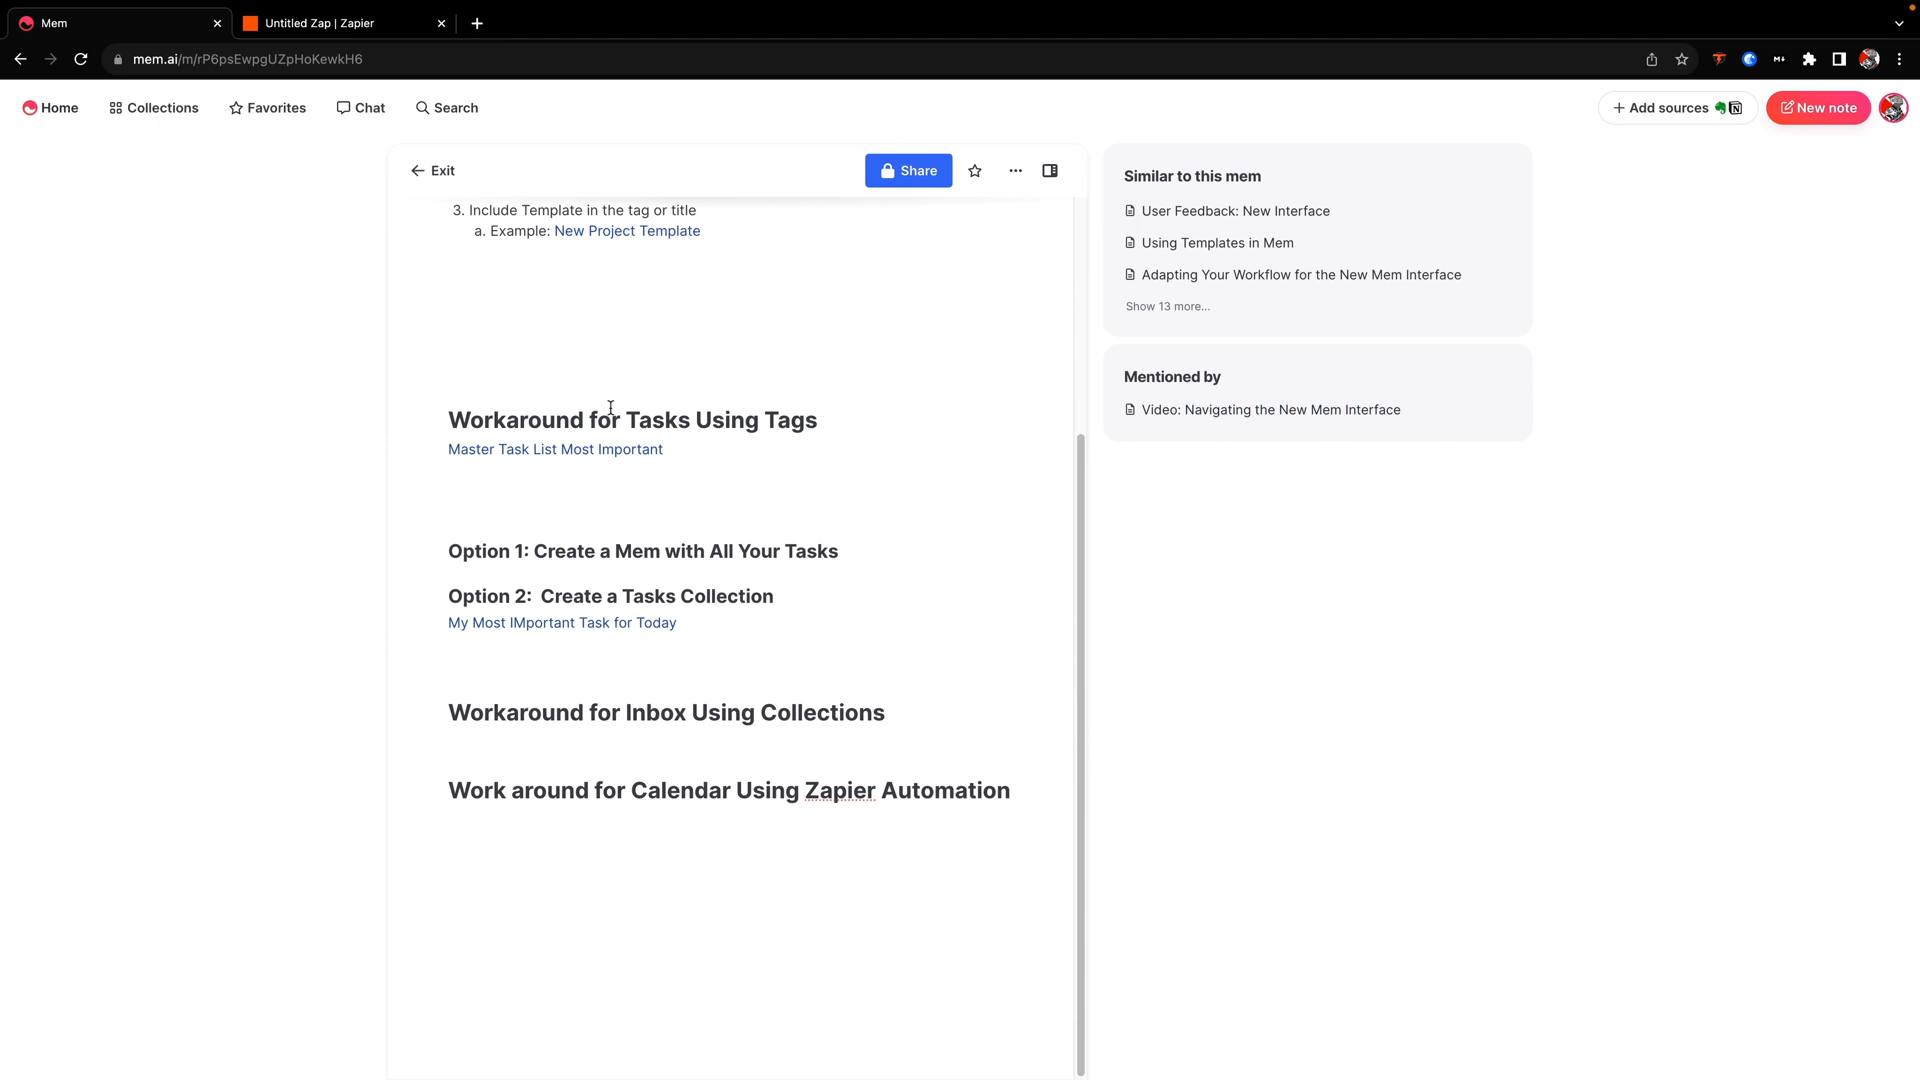 Mem
Untitled Zap | Zapier
mem.ai/m/rP6psEwpgUZpHoKewkH6
Home
Collections
Favorites
Chat
Search
Add sources
New note
Exit
Share
3. Include Template in the tag or title
a. Example: New Project Template
Workaround for Tasks Using Tags
Master Task List Most Important
Option 1: Create a Mem with All Your Tasks
Option 2: Create a Tasks Collection
My Most IMportant Task for Today
Workaround for Inbox Using Collections
Work around for Calendar Using Zapier Automation
Similar to this mem
User Feedback: New Interface
Using Templates in Mem
Adapting Your Workflow for the New Mem Interface
Show 13 more...
Mentioned by
Video: Navigating the New Mem Interface